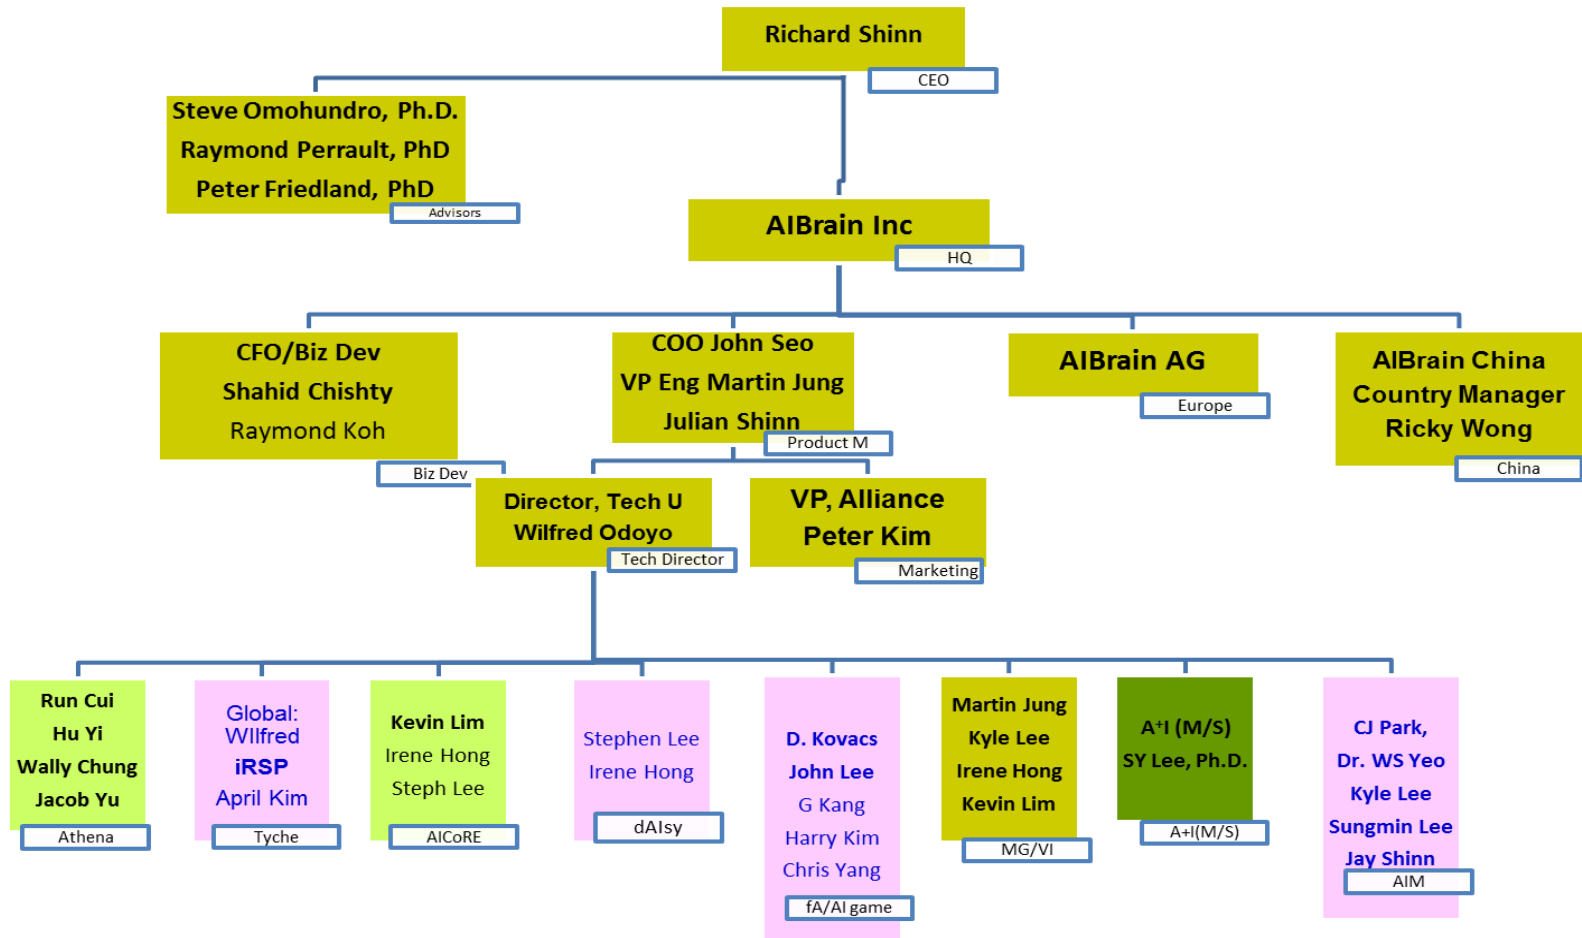 Richard Shinn
CEO
Steve Omohundro, Ph.D.
Raymond Perrault, PhD
Peter Friedland, PhD
Advisors
AIBrain Inc
HQ
CFO/Biz Dev
Shahid Chishty
Raymond Koh
Biz Dev
COO John Seo
VP Eng Martin Jung
Julian Shinn
Product M
AIBrain AG
Europe
AIBrain China
Country Manager
Ricky Wong
China
Director, Tech U
Wilfred Odoyo
Tech Director
VP, Alliance
Peter Kim
Marketing
Run Cui
Hu Yi
Wally Chung
Jacob Yu
Athena
Global:
WIlfred
iRSP
April Kim
Tyche
Kevin Lim
Irene Hong
Steph Lee
AICoRE
Stephen Lee
Irene Hong
dAIsy
D. Kovacs
John Lee
G Kang
Harry Kim
Chris Yang
fA/AI game
Martin Jung
Kyle Lee
Irene Hong
Kevin Lim
MG/VI
A⁺I (M/S)
SY Lee, Ph.D.
A+I(M/S)
CJ Park,
Dr. WS Yeo
Kyle Lee
Sungmin Lee
Jay Shinn
AIM